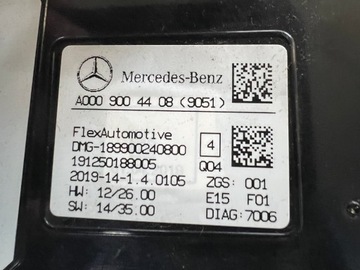 Mercedes-Benz
A000 900 44 08 (9051)
FlexAutomotive
DMG-189900240800
4
191250188005
Q04
2019-14-1.4.0105
ZGS: 001
HW: 12/26.00
E15 F01
SW: 14/35.00
DIAG: 7006